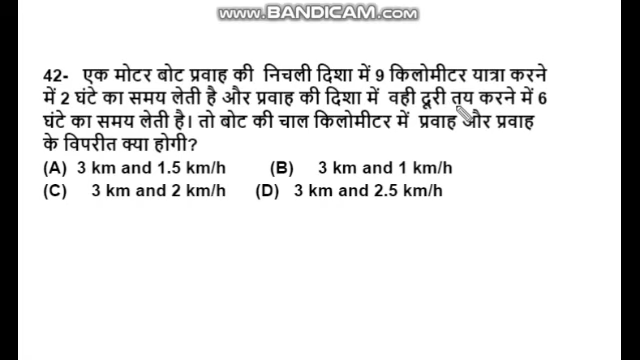 www.BANDICAM.com
42- एक मोटर बोट प्रवाह की निचली दिशा में 9 किलोमीटर यात्रा करने
में 2 घंटे का समय लेती है और प्रवाह की दिशा में वही दूरी तय करने में 6
घंटे का समय लेती है। तो बोट की चाल किलोमीटर में प्रवाह और प्रवाह
के विपरीत क्या होगी?
(A) 3 km and 1.5 km/h (B) 3 km and 1 km/h
(C) 3 km and 2 km/h (D) 3 km and 2.5 km/h